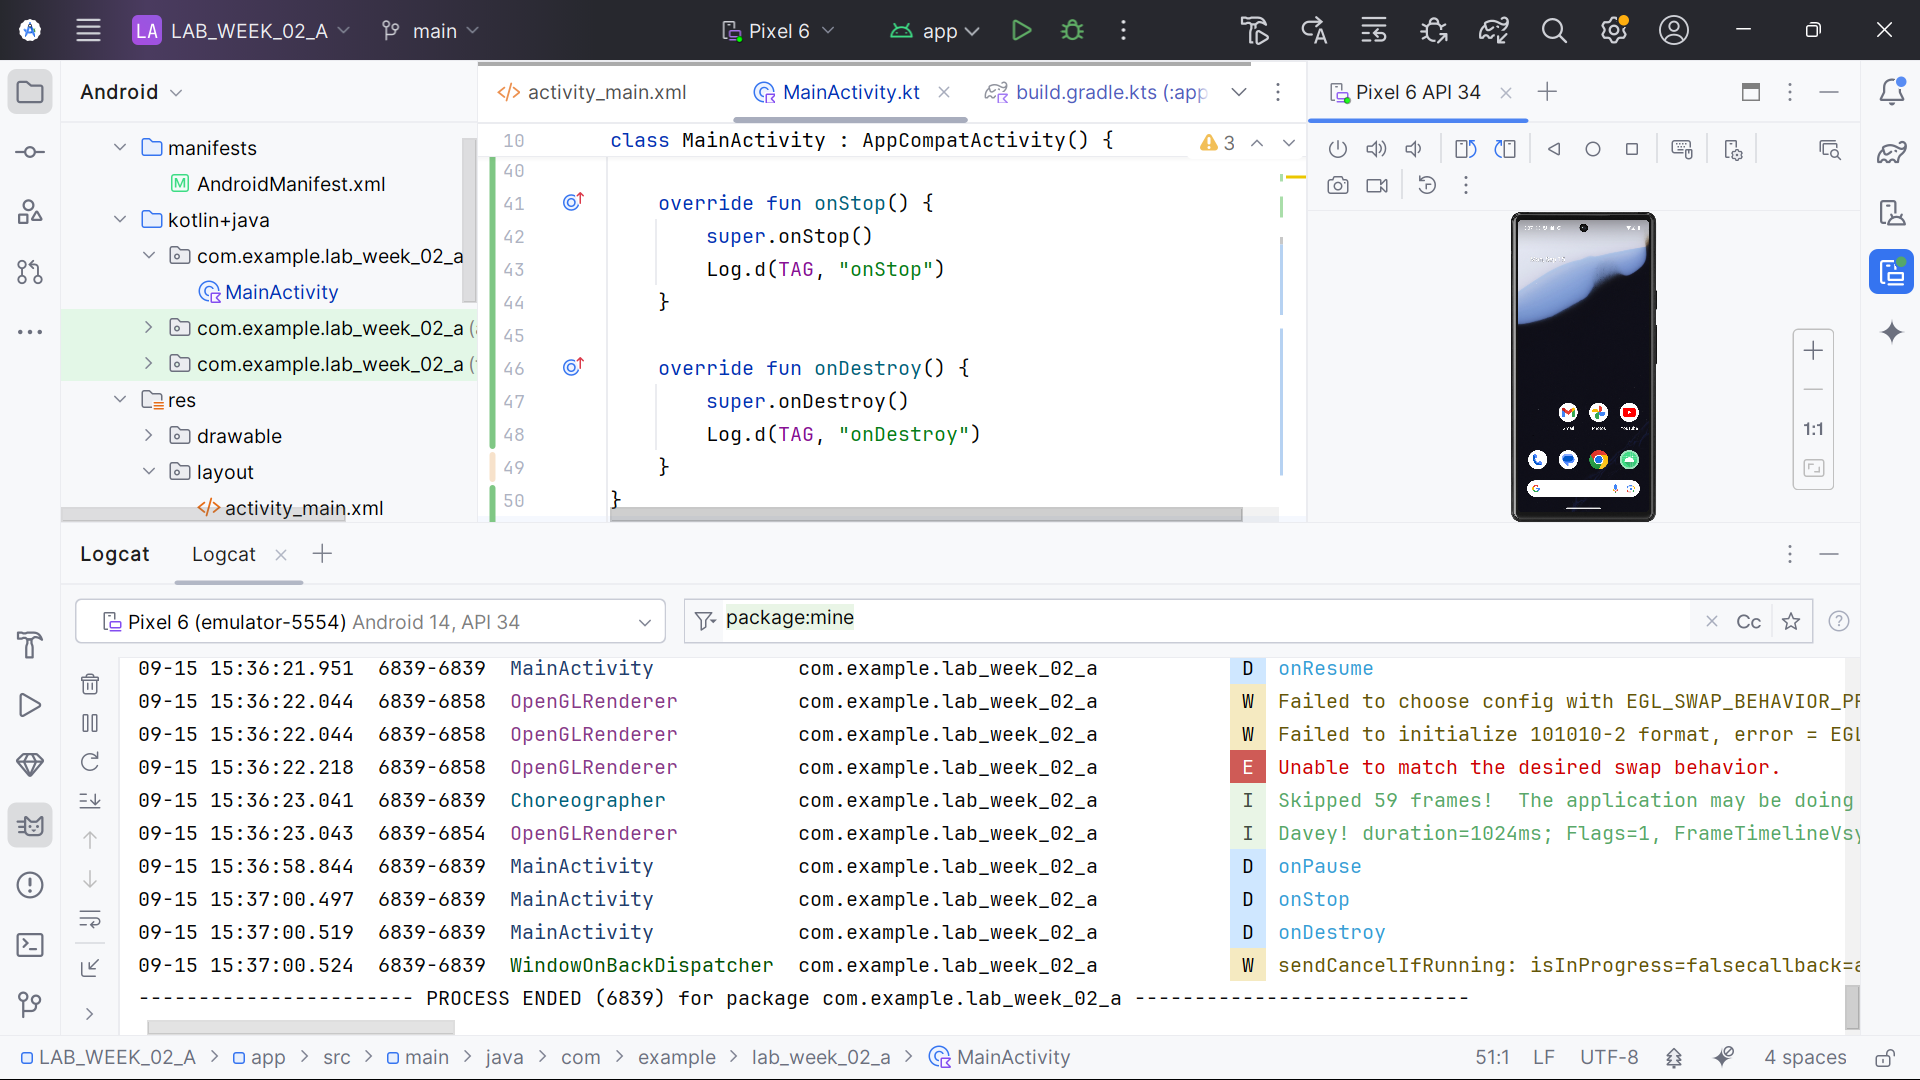 LA LAB_WEEK_02_A main Pixel 6 app
Android
manifests
AndroidManifest.xml
kotlin+java
com.example.lab_week_02_a
MainActivity
com.example.lab_week_02_a
com.example.lab_week_02_a
res
drawable
layout
activity_main.xml
activity_main.xml MainActivity.kt build.gradle.kts (:app
10 class MainActivity : AppCompatActivity() { 3
40
41 override fun onStop() {
42 super.onStop()
43 Log.d(TAG, "onStop")
44 }
45
46 override fun onDestroy() {
47 super.onDestroy()
48 Log.d(TAG, "onDestroy")
49 }
50 }
Pixel 6 API 34
1:1
Logcat Logcat
Pixel 6 (emulator-5554) Android 14, API 34 package:mine Cc
09-15 15:36:21.951 6839-6839 MainActivity com.example.lab_week_02_a D onResume
09-15 15:36:22.044 6839-6858 OpenGLRenderer com.example.lab_week_02_a W Failed to choose config with EGL_SWAP_BEHAVIOR_PR
09-15 15:36:22.044 6839-6858 OpenGLRenderer com.example.lab_week_02_a W Failed to initialize 101010-2 format, error = EGL
09-15 15:36:22.218 6839-6858 OpenGLRenderer com.example.lab_week_02_a E Unable to match the desired swap behavior.
09-15 15:36:23.041 6839-6839 Choreographer com.example.lab_week_02_a I Skipped 59 frames!  The application may be doing
09-15 15:36:23.043 6839-6854 OpenGLRenderer com.example.lab_week_02_a I Davey! duration=1024ms; Flags=1, FrameTimelineVsy
09-15 15:36:58.844 6839-6839 MainActivity com.example.lab_week_02_a D onPause
09-15 15:37:00.497 6839-6839 MainActivity com.example.lab_week_02_a D onStop
09-15 15:37:00.519 6839-6839 MainActivity com.example.lab_week_02_a D onDestroy
09-15 15:37:00.524 6839-6839 WindowOnBackDispatcher com.example.lab_week_02_a W sendCancelIfRunning: isInProgress=falsecallback=a
----------------------- PROCESS ENDED (6839) for package com.example.lab_week_02_a ----------------------------
LAB_WEEK_02_A > app > src > main > java > com > example > lab_week_02_a > MainActivity 51:1 LF UTF-8 4 spaces